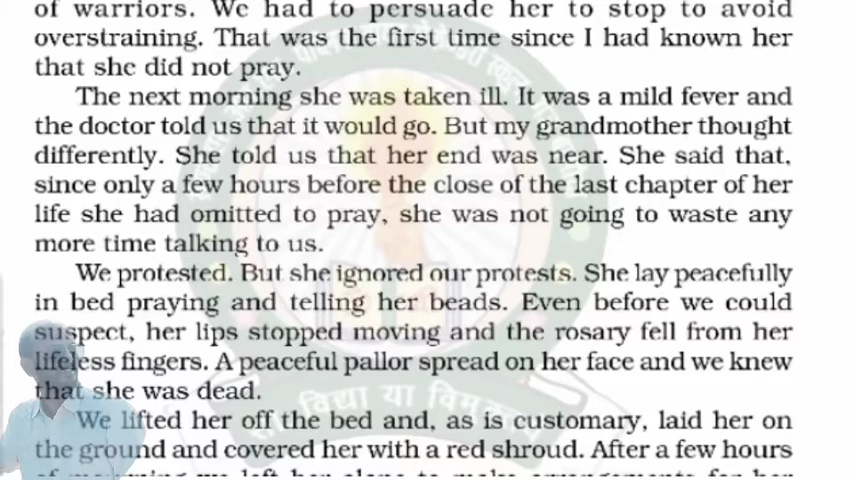 of warriors. We had to persuade her to stop to avoid
overstraining. That was the first time since I had known her
that she did not pray.
The next morning she was taken ill. It was a mild fever and
the doctor told us that it would go. But my grandmother thought
differently. She told us that her end was near. She said that,
since only a few hours before the close of the last chapter of her
life she had omitted to pray, she was not going to waste any
more time talking to us.
We protested. But she ignored our protests. She lay peacefully
in bed praying and telling her beads. Even before we could
suspect, her lips stopped moving and the rosary fell from her
lifeless fingers. A peaceful pallor spread on her face and we knew
that she was dead.
We lifted her off the bed and, as is customary, laid her on
the ground and covered her with a red shroud. After a few hours
सा विद्या या विमुक्तये